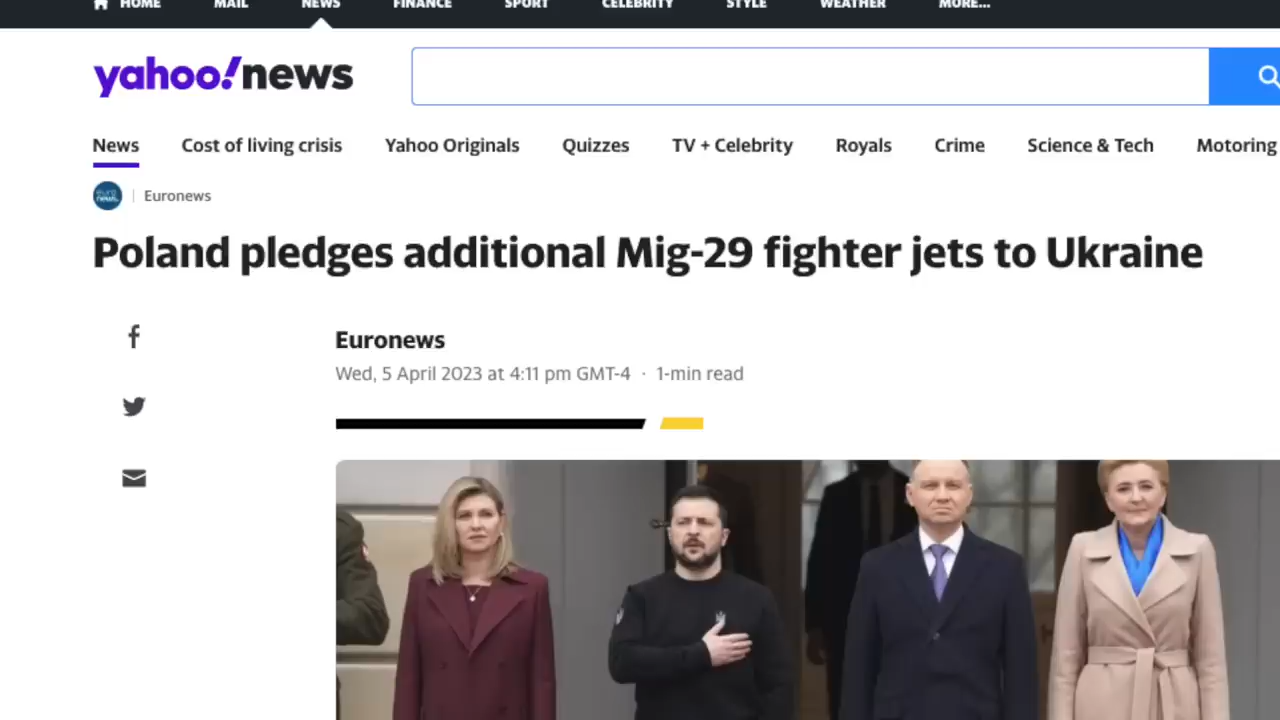 HOME MAIL NEWS FINANCE SPORT CELEBRITY STYLE WEATHER MORE...
yahoo!news
News Cost of living crisis Yahoo Originals Quizzes TV + Celebrity Royals Crime Science & Tech Motoring
euro news. Euronews
Poland pledges additional Mig-29 fighter jets to Ukraine
Euronews
Wed, 5 April 2023 at 4:11 pm GMT-4 · 1-min read